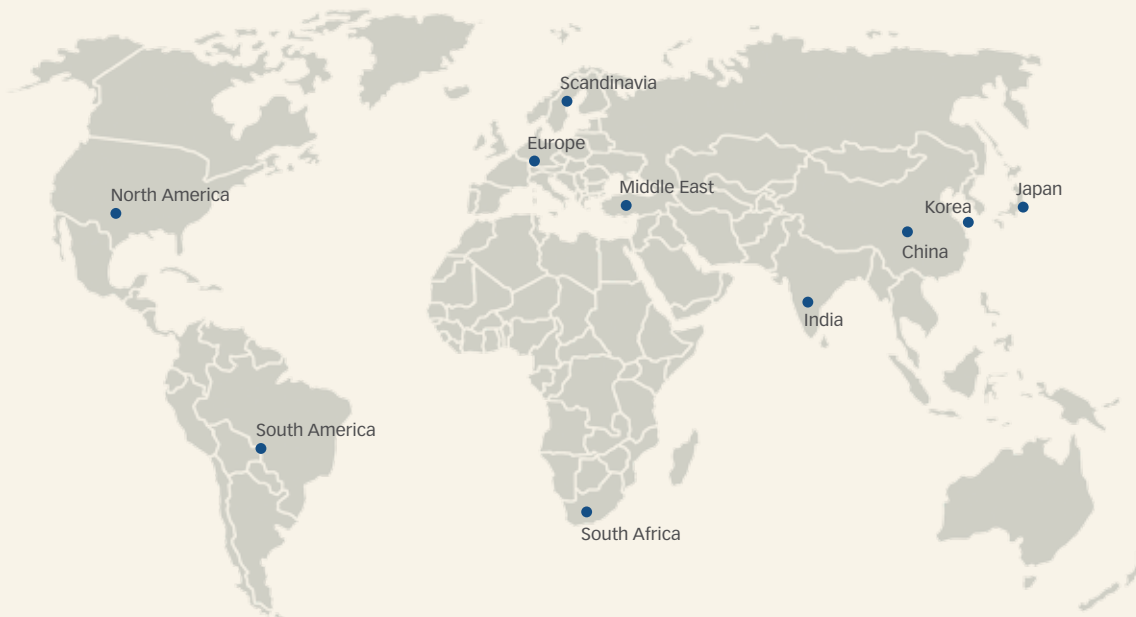 Scandinavia
Europe
Middle East
North America
Japan
Korea
China
India
South America
South Africa